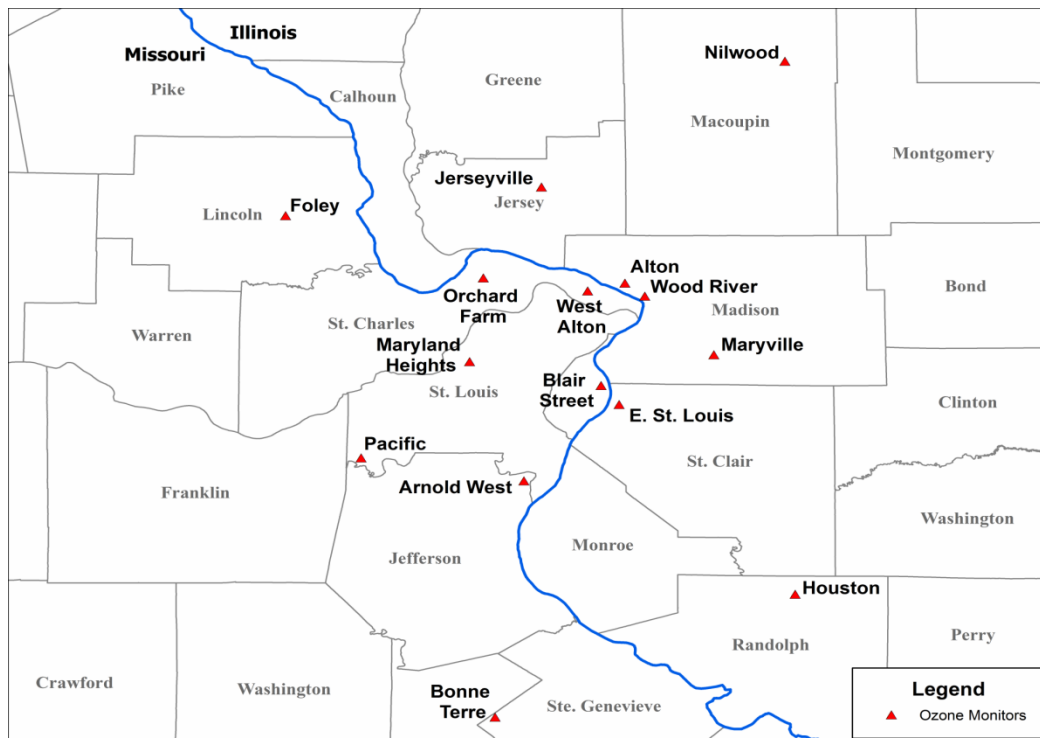 Illinois
Missouri
Nilwood
Pike
Greene
Calhoun
Macoupin
Montgomery
Jerseyville
Jersey
Foley
Lincoln
Alton
Wood River
Bond
Orchard
Farm
West
Alton
Madison
St. Charles
Warren
Maryland
Heights
Maryville
St. Louis
Blair
Street
E. St. Louis
Clinton
Pacific
St. Clair
Arnold West
Franklin
Washington
Jefferson
Monroe
Houston
Randolph
Perry
Crawford
Washington
Bonne
Terre
Ste. Genevieve
Legend
Ozone Monitors